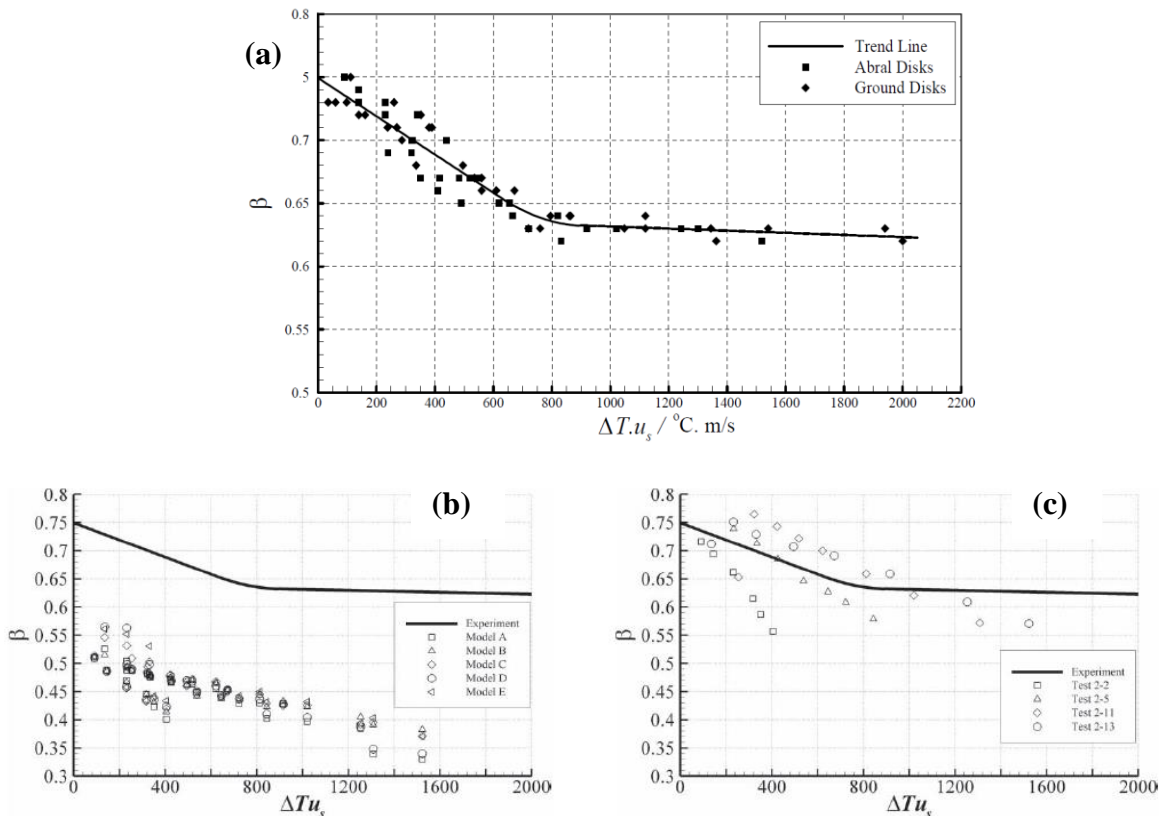 (a)
0.8
5
0.7
0.65
0.6
0.55
0.5
β
Trend Line
Abral Disks
Ground Disks
0 200 400 600 800 1000 1200 1400 1600 1800 2000 2200
ΔT.u_s / °C. m/s
(b)
0.8
0.75
0.7
0.65
0.6
0.55
0.5
0.45
0.4
0.35
0.3
β
Experiment
Model A
Model B
Model C
Model D
Model E
0 400 800 1200 1600 2000
ΔTu_s
(c)
0.8
0.75
0.7
0.65
0.6
0.55
0.5
0.45
0.4
0.35
0.3
β
Experiment
Test 2-2
Test 2-5
Test 2-11
Test 2-13
0 400 800 1200 1600 2000
ΔTu_s